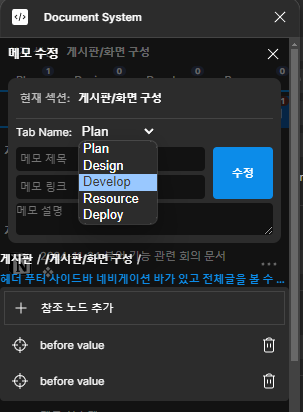 Document System
메모 수정 게시판/화면 구성
현재 섹션: 게시판/화면 구성
Tab Name: Plan
Plan
Design
Develop
Resource
Deploy
메모 제목
메모 링크
수정
메모 설명
게시판 / /게시판/화면 구성 /
기능 관련 회의 문서
헤더 푸터 사이드바 네비게이션 바가 있고 전체글을 볼 수 ...
참조 노드 추가
before value
before value